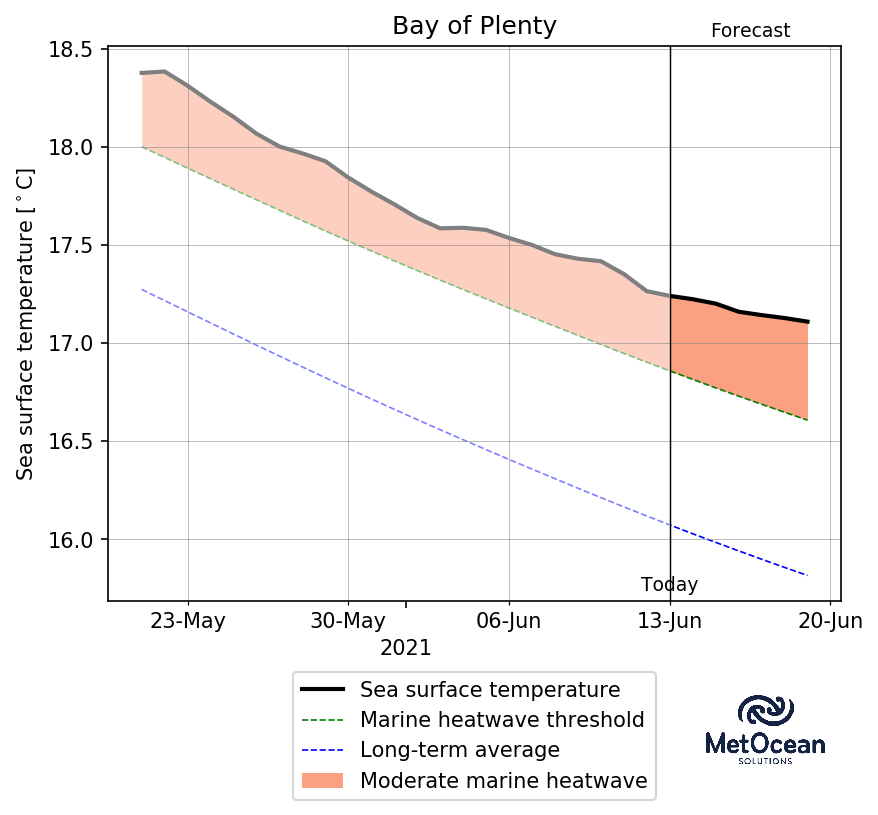 Bay of Plenty
Forecast
18.5
18.0
17.5
17.0
16.5
16.0
Sea surface temperature [°C]
Today
23-May
30-May
06-Jun
13-Jun
20-Jun
2021
Sea surface temperature
Marine heatwave threshold
Long-term average
Moderate marine heatwave
MetOcean
SOLUTIONS